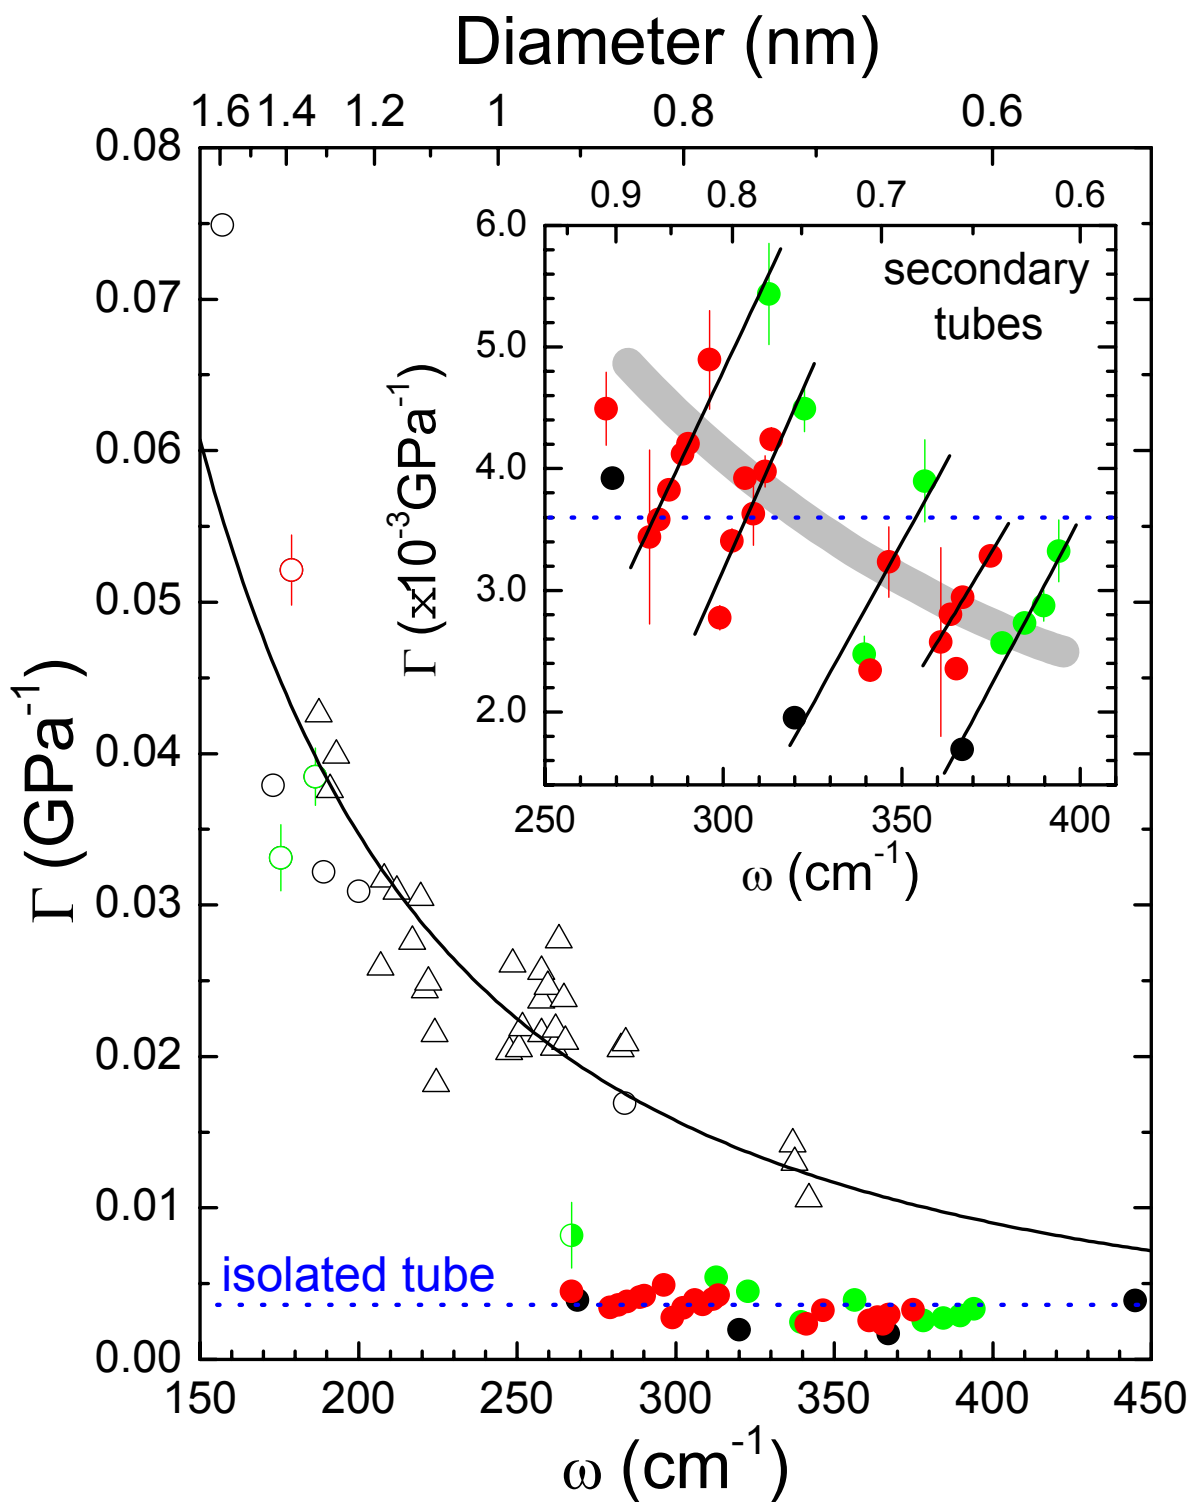 Diameter (nm)
1.6 1.4 1.2 1 0.8 0.6
0.08
0.07
0.06
0.05
0.04
0.03
0.02
0.01
0.00
Γ (GPa⁻¹)
150 200 250 300 350 400 450
ω (cm⁻¹)
isolated tube
0.9 0.8 0.7 0.6
6.0
5.0
4.0
3.0
2.0
Γ (×10⁻³GPa⁻¹)
secondary
tubes
250 300 350 400
ω (cm⁻¹)